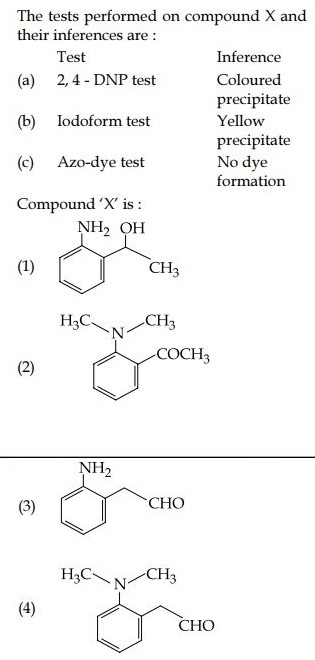 The tests performed on compound X and
their inferences are :
Test Inference
(a) 2, 4 - DNP test Coloured
precipitate
(b) Iodoform test Yellow
precipitate
(c) Azo-dye test No dye
formation
Compound ‘X’ is :
NH2 OH
(1)
CH3
H3C CH3
N
COCH3
(2)
NH2
(3) CHO
H3C CH3
N
(4)
CHO